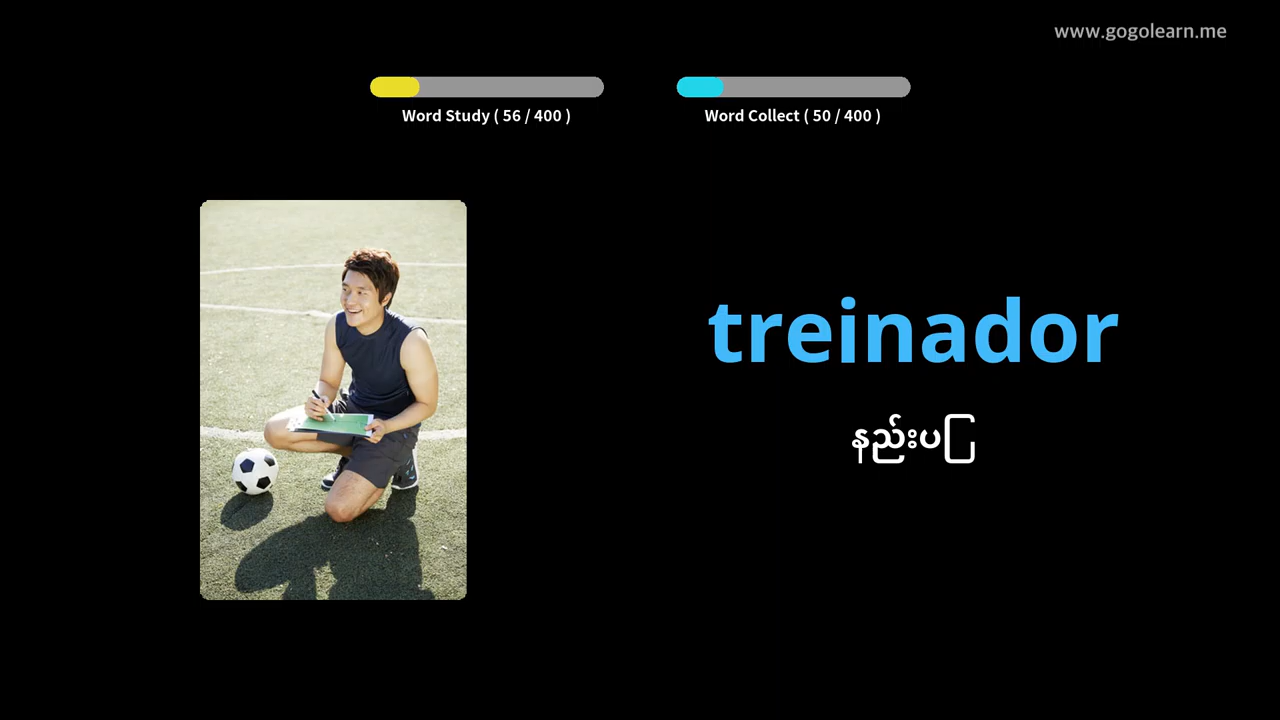 www.gogolearn.me
Word Study ( 56 / 400 )
Word Collect ( 50 / 400 )
treinador
နည်းပြ